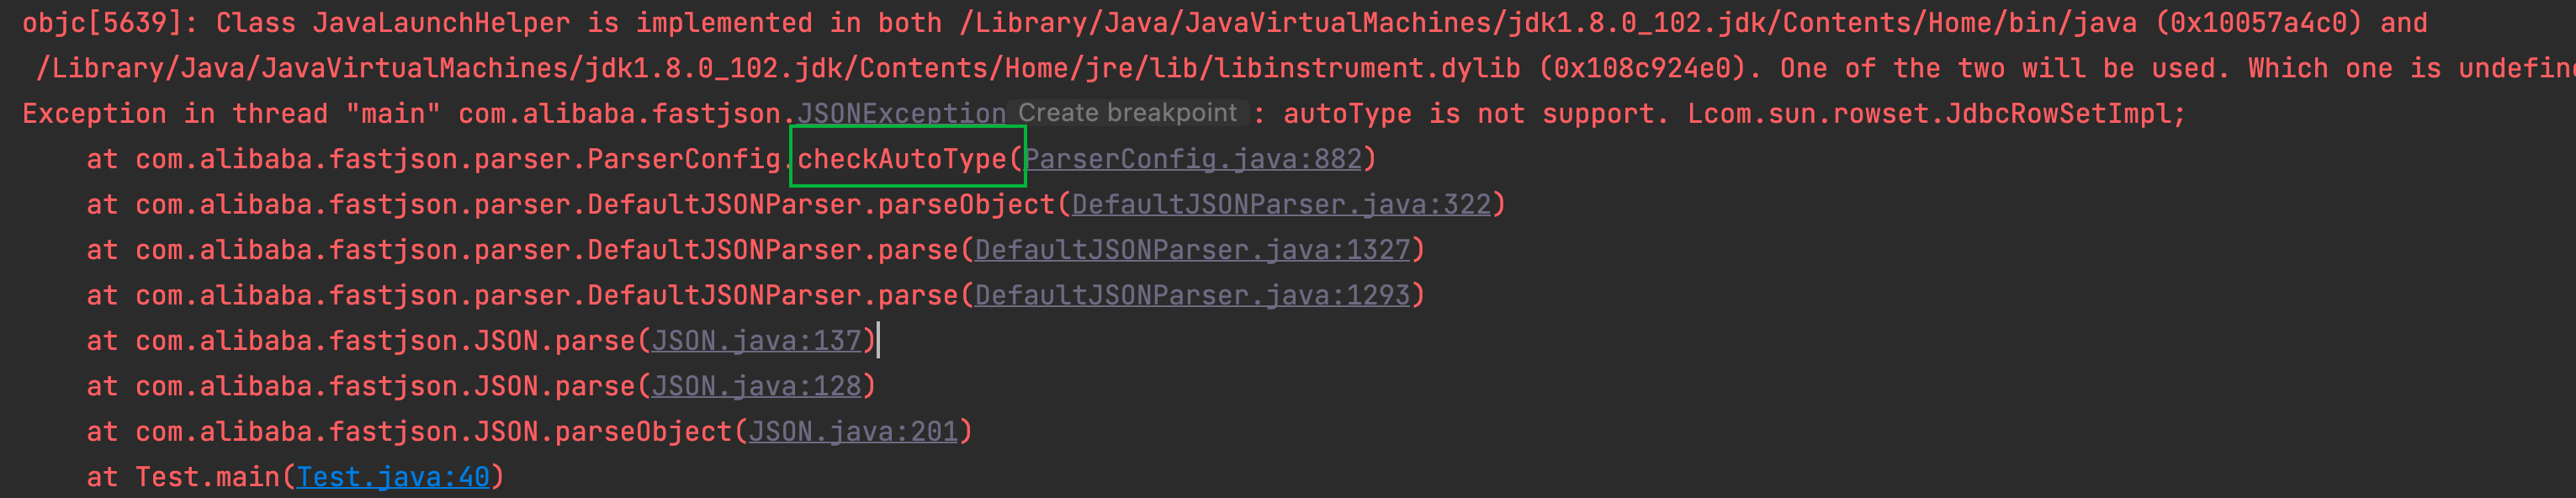 objc[5639]: Class JavaLaunchHelper is implemented in both /Library/Java/JavaVirtualMachines/jdk1.8.0_102.jdk/Contents/Home/bin/java (0x10057a4c0) and
/Library/Java/JavaVirtualMachines/jdk1.8.0_102.jdk/Contents/Home/jre/lib/libinstrument.dylib (0x108c924e0). One of the two will be used. Which one is
Exception in thread "main" com.alibaba.fastjson.JSONException Create breakpoint : autoType is not support. Lcom.sun.rowset.JdbcRowSetImpl;
at com.alibaba.fastjson.parser.ParserConfig.checkAutoType(ParserConfig.java:882)
at com.alibaba.fastjson.parser.DefaultJSONParser.parseObject(DefaultJSONParser.java:322)
at com.alibaba.fastjson.parser.DefaultJSONParser.parse(DefaultJSONParser.java:1327)
at com.alibaba.fastjson.parser.DefaultJSONParser.parse(DefaultJSONParser.java:1293)
at com.alibaba.fastjson.JSON.parse(JSON.java:137)
at com.alibaba.fastjson.JSON.parse(JSON.java:128)
at com.alibaba.fastjson.JSON.parseObject(JSON.java:201)
at Test.main(Test.java:40)